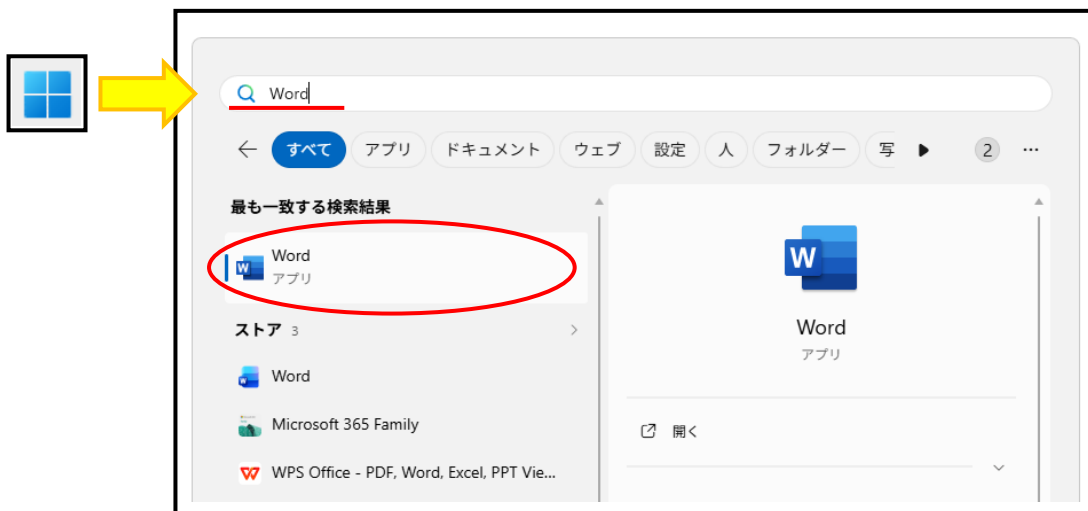 Word
すべて アプリ ドキュメント ウェブ 設定 人 フォルダー 写 2 …
最も一致する検索結果
Word
アプリ
ストア 3
Word
Microsoft 365 Family
WPS Office - PDF, Word, Excel, PPT Vie...
W
Word
アプリ
開く